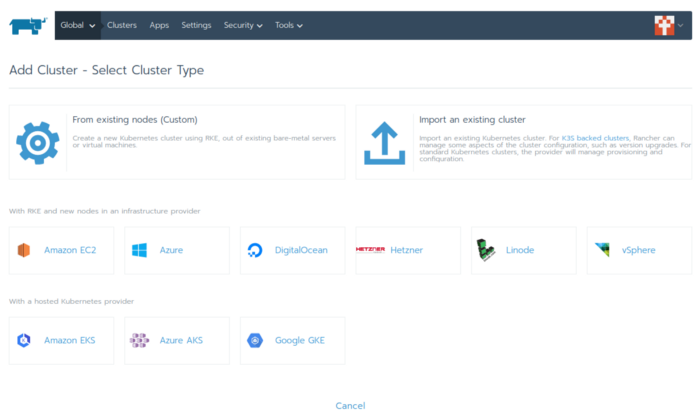 Global Clusters Apps Settings Security Tools
Add Cluster - Select Cluster Type
From existing nodes (Custom)
Create a new Kubernetes cluster using RKE, out of existing bare-metal servers
or virtual machines.
Import an existing cluster
Import an existing Kubernetes cluster. For K3S backed clusters, Rancher can
manage some aspects of the cluster configuration, such as version upgrades. For
standard Kubernetes clusters, the provider will manage provisioning and
configuration.
With RKE and new nodes in an infrastructure provider
Amazon EC2
Azure
DigitalOcean
HETZNER Hetzner
Linode
vSphere
With a hosted Kubernetes provider
Amazon EKS
Azure AKS
Google GKE
Cancel